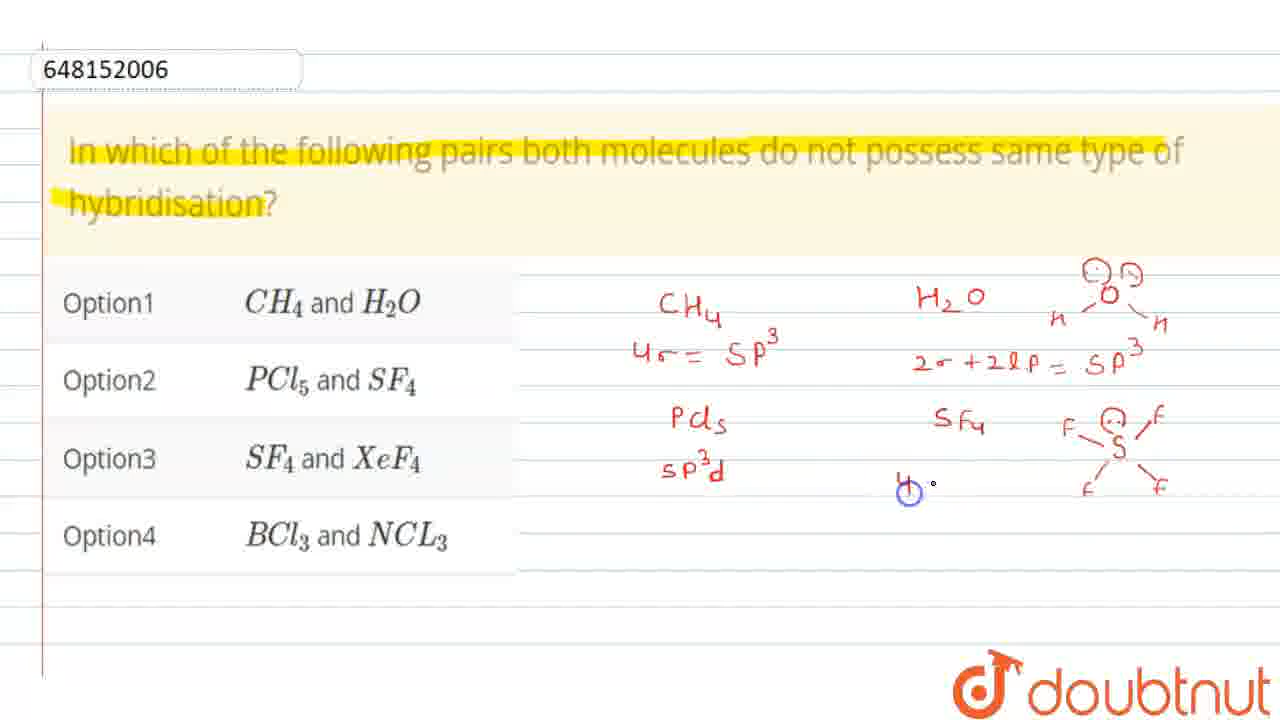 648152006
In which of the following pairs both molecules do not possess same type of
hybridisation?
Option1 CH₄ and H₂O
Option2 PCl₅ and SF₄
Option3 SF₄ and XeF₄
Option4 BCl₃ and NCL₃
CH₄ H₂O
4σ = SP³ 2σ + 2lP = SP³
O
H H
PCl₅ SF₄
SP³d 4
F F
S
F F
doubtnut